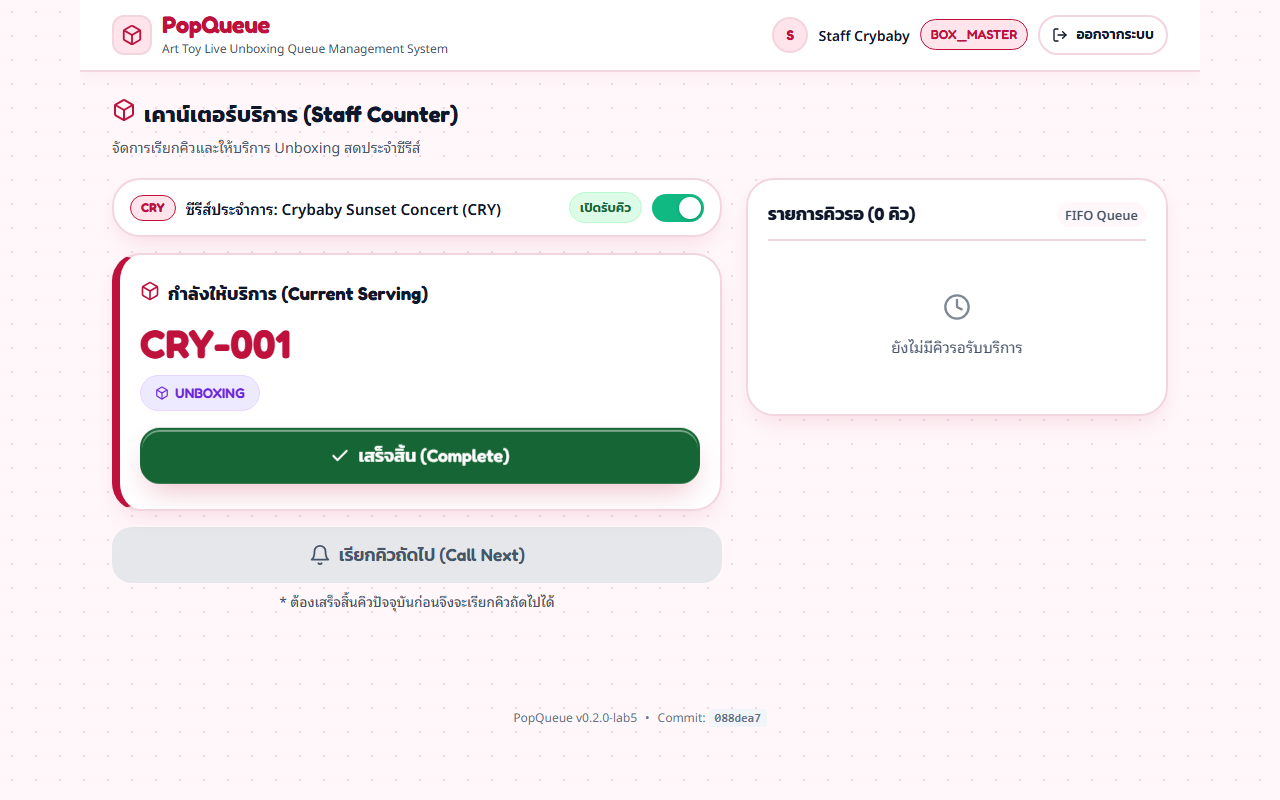 PopQueue
Art Toy Live Unboxing Queue Management System
S
Staff Crybaby
BOX_MASTER
ออกจากระบบ
เคาน์เตอร์บริการ (Staff Counter)
จัดการเรียกคิวและให้บริการ Unboxing สดประจำซีรีส์
CRY
ซีรีส์ประจำการ: Crybaby Sunset Concert (CRY)
เปิดรับคิว
กำลังให้บริการ (Current Serving)
CRY-001
UNBOXING
เสร็จสิ้น (Complete)
เรียกคิวถัดไป (Call Next)
* ต้องเสร็จสิ้นคิวปัจจุบันก่อนจึงจะเรียกคิวถัดไปได้
รายการคิวรอ (0 คิว)
FIFO Queue
ยังไม่มีคิวรอรับบริการ
PopQueue v0.2.0-lab5 • Commit: 088dea7